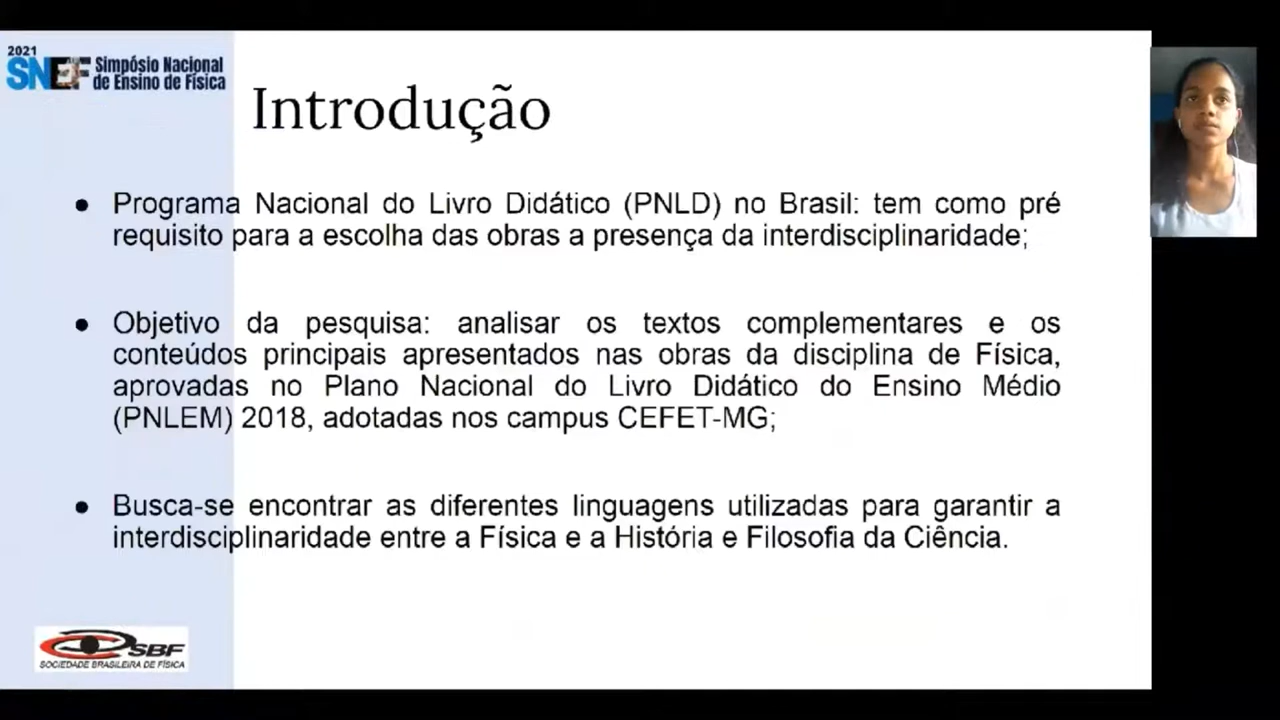 2021
SNEF Simpósio Nacional
de Ensino de Física
Introdução
● Programa Nacional do Livro Didático (PNLD) no Brasil: tem como pré
requisito para a escolha das obras a presença da interdisciplinaridade;
● Objetivo da pesquisa: analisar os textos complementares e os
conteúdos principais apresentados nas obras da disciplina de Física,
aprovadas no Plano Nacional do Livro Didático do Ensino Médio
(PNLEM) 2018, adotadas nos campus CEFET-MG;
● Busca-se encontrar as diferentes linguagens utilizadas para garantir a
interdisciplinaridade entre a Física e a História e Filosofia da Ciência.
SBF
SOCIEDADE BRASILEIRA DE FÍSICA